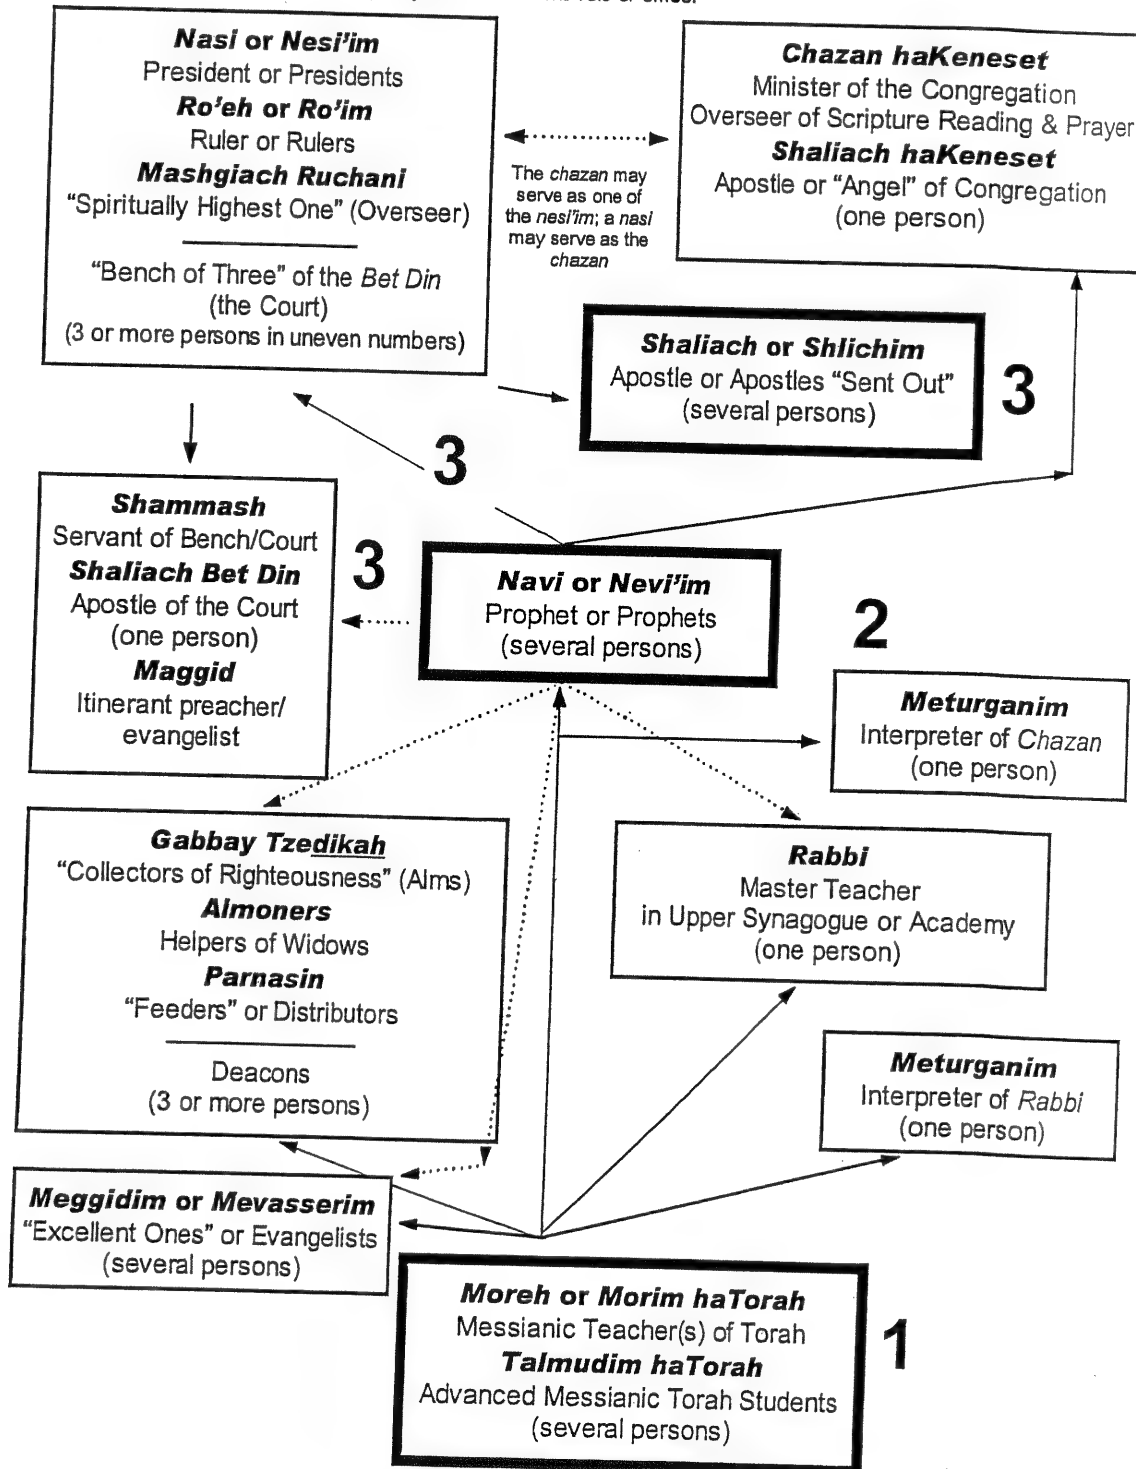 Nasi or Nesi'im
President or Presidents
Ro'eh or Ro'im
Ruler or Rulers
Mashgiach Ruchani
"Spiritually Highest One" (Overseer)
"Bench of Three" of the Bet Din
(the Court)
(3 or more persons in uneven numbers)
The chazan may
serve as one of
the nesi'im; a nasi
may serve as the
chazan
Chazan haKeneset
Minister of the Congregation
Overseer of Scripture Reading & Prayer
Shaliach haKeneset
Apostle or "Angel" of Congregation
(one person)
Shaliach or Shlichim
Apostle or Apostles "Sent Out"
(several persons)
3
3
Shammash
Servant of Bench/Court
Shaliach Bet Din
Apostle of the Court
(one person)
Maggid
Itinerant preacher/
evangelist
3
Navi or Nevi'im
Prophet or Prophets
(several persons)
2
Meturganim
Interpreter of Chazan
(one person)
Gabbay Tzedikah
"Collectors of Righteousness" (Alms)
Almoners
Helpers of Widows
Parnasin
"Feeders" or Distributors
Deacons
(3 or more persons)
Rabbi
Master Teacher
in Upper Synagogue or Academy
(one person)
Meturganim
Interpreter of Rabbi
(one person)
Meggidim or Mevasserim
"Excellent Ones" or Evangelists
(several persons)
Moreh or Morim haTorah
Messianic Teacher(s) of Torah
Talmudim haTorah
Advanced Messianic Torah Students
(several persons)
1